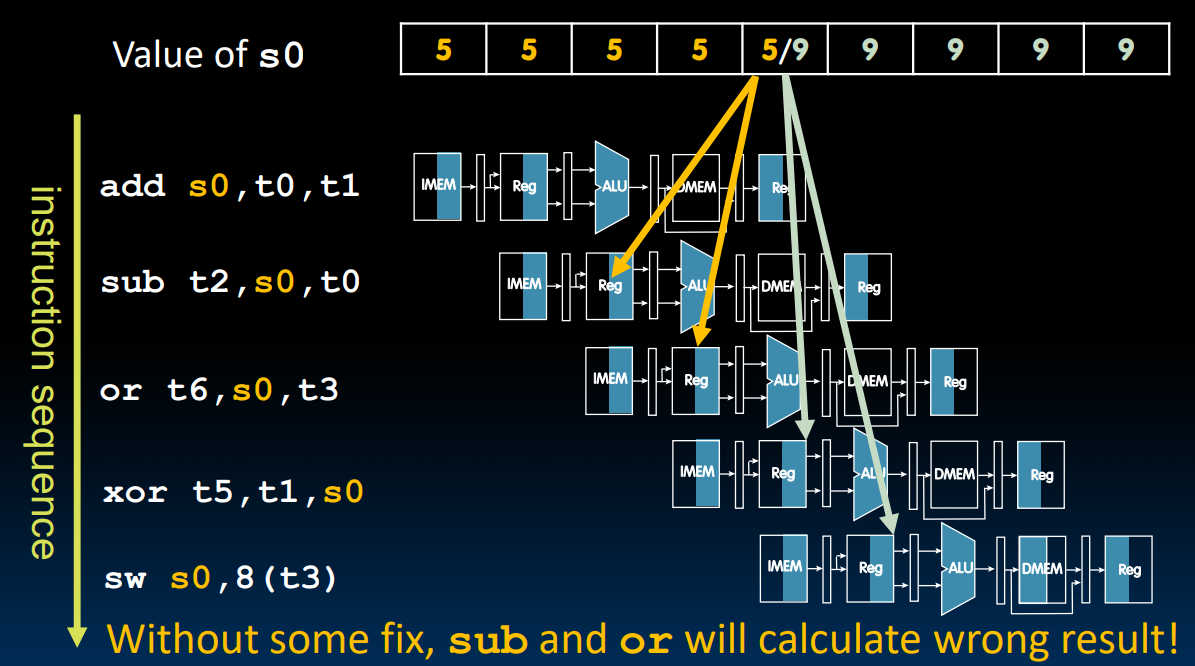 Value of s0 5 5 5 5 5/9 9 9 9 9
instruction sequence
add s0,t0,t1 IMEM Reg ALU DMEM Reg
sub t2,s0,t0 IMEM Reg ALU DMEM Reg
or t6,s0,t3 IMEM Reg ALU DMEM Reg
xor t5,t1,s0 IMEM Reg ALU DMEM Reg
sw s0,8(t3) IMEM Reg ALU DMEM Reg
Without some fix, sub and or will calculate wrong result!